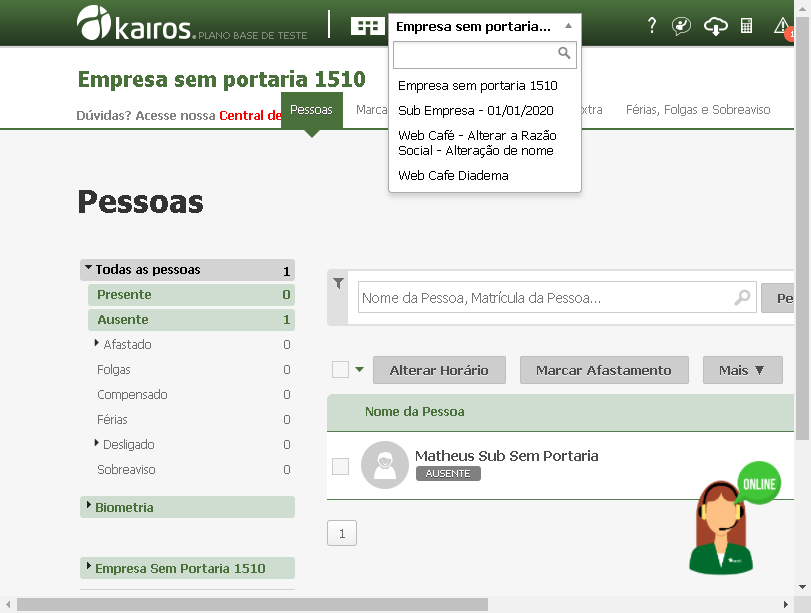 kairos.
PLANO BASE DE TESTE
Empresa sem portaria...
?
1
Empresa sem portaria 1510
Sub Empresa - 01/01/2020
Web Café - Alterar a Razão
Social - Alteração de nome
Web Cafe Diadema
Empresa sem portaria 1510
Dúvidas? Acesse nossa Central de
Pessoas
Marca
xtra
Férias, Folgas e Sobreaviso
Pessoas
Todas as pessoas 1
Presente 0
Ausente 1
Afastado 0
Folgas 0
Compensado 0
Férias 0
Desligado 0
Sobreaviso 0
Biometria
Empresa Sem Portaria 1510
Nome da Pessoa, Matrícula da Pessoa...
Pe
Alterar Horário
Marcar Afastamento
Mais ▼
Nome da Pessoa
Matheus Sub Sem Portaria
AUSENTE
1
ONLINE